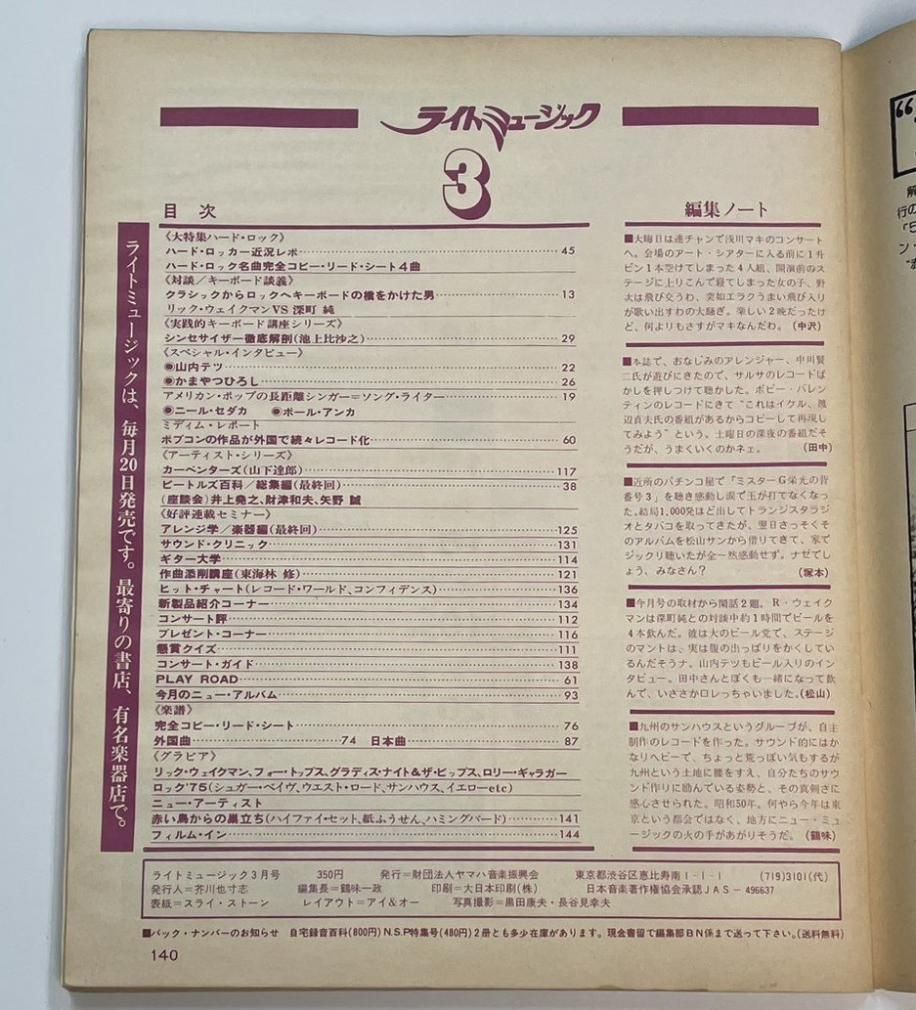 ライトミュージック
3
目 次
《大特集ハード・ロック》
ハード・ロッカー近況レポ 45
ハード・ロック名曲完全コピー・リード・シート4曲
《対談/キーボード談義》
クラシックからロックへキーボードの橋をかけた男 13
リック・ウェイクマンVS 深町 純
《実践的キーボード講座シリーズ》
シンセサイザー徹底解剖(池上比沙之) 29
《スペシャル・インタビュー》
◉山内テツ 22
◉かまやつひろし 26
アメリカン・ポップの長距離シンガー=ソング・ライター 19
◉ニール・セダカ ◉ポール・アンカ
ミディム・レポート
ポプコンの作品が外国で続々レコード化 60
《アーティスト・シリーズ》
カーペンターズ(山下達郎) 117
ビートルズ百科/総集編(最終回) 38
(座談会)井上堯之、財津和夫、矢野 誠
《好評連載セミナー》
アレンジ学/楽器編(最終回) 125
サウンド・クリニック 131
ギター大学 114
作曲添削講座(東海林 修) 121
ヒット・チャート(レコード・ワールド、コンフィデンス) 136
新製品紹介コーナー 134
コンサート評 112
プレゼント・コーナー 116
懸賞クイズ 111
コンサート・ガイド 138
PLAY ROAD 61
今月のニュー・アルバム 93
《楽譜》
完全コピー・リード・シート 76
外国曲 74 日本曲 87
《グラビア》
リック・ウェイクマン、フォー・トップス、グラディス・ナイト&ザ・ピップス、ロリー・ギャラガー
ロック'75(シュガー・ベイヴ、ウエスト・ロード、サンハウス、イエローetc)
ニュー・アーティスト
赤い鳥からの巣立ち(ハイファイ・セット、紙ふうせん、ハミングバード) 141
フィルム・イン 144
ライトミュージックは、毎月20日発売です。最寄りの書店、有名楽器店で。
編集ノート
■大晦日は連チャンで浅川マキのコンサート
へ。会場のアート・シアターに入る前に1升
ビン1本空けてしまった4人組、開演前のス
テージに上りこんで寝てしまった女の子、野
次は飛び交うわ、突如エラクうまい飛び入り
が歌い出すわの大騒ぎ。楽しい2晩だったけ
ど、何よりもさすがマキなんだわ。(中沢)
■本誌で、おなじみのアレンジャー、中川賢
二氏が遊びにきたので、サルサのレコードば
かしを押しつけて聴かした。ボビー・バレン
ティンのレコードにきて“これはイケル、渡
辺貞夫氏の番組があるからコピーして再現し
てみよう”という。土曜日の深夜の番組だそ
うだが、うまくいくのかネェ。(田中)
■近所のパチンコ屋で「ミスターG栄光の背
番号3」を聴き感動し涙で玉が打てなくなっ
た。結局1,000発ほど出してトランジスタラジ
オとタバコを取ってきたが、翌日さっそくそ
のアルバムを松山サンから借りてきて、家で
ジックリ聴いたが全一然感動せず。ナゼでし
ょう、みなさん?(塚本)
■今月号の取材から閑話2題。R・ウェイク
マンは深町純との対談中約1時間でビールを
4本飲んだ。彼は大のビール党で、ステージ
のマントは、実は腹の出っぱりをかくしてい
るんだそうナ。山内テツもビール入りのイン
タビュー。田中さんとぼくも一緒になって飲
んで、いささかロレっちゃいました。(松山)
■九州のサンハウスというグループが、自主
制作のレコードを作った。サウンド的にはか
なりヘビーで、ちょっと荒っぽい気もするが
九州という土地に腰をすえ、自分たちのサウ
ンド作りに励んでいる姿勢と、その真剣さに
感心させられた。昭和50年。何やら今年は東
京という都会ではなく、地方にニュー・ミュ
ージックの火の手があがりそうだ。(鶴味)
ライトミュージック3月号 350円 発行=財団法人ヤマハ音楽振興会 東京都渋谷区恵比寿南1-1-1 (719)3101(代)
発行人=芥川也寸志 編集長=鶴味一政 印刷=大日本印刷(株) 日本音楽著作権協会承認JAS-496637
表紙=スライ・ストーン レイアウト=アイ&オー 写真撮影=黒田康夫・長谷見幸夫
■バック・ナンバーのお知らせ 自宅録音百科(800円)N.S.P特集号(480円)2冊とも多少在庫があります。現金書留で編集部BN係まで送って下さい。(送料無料)
140